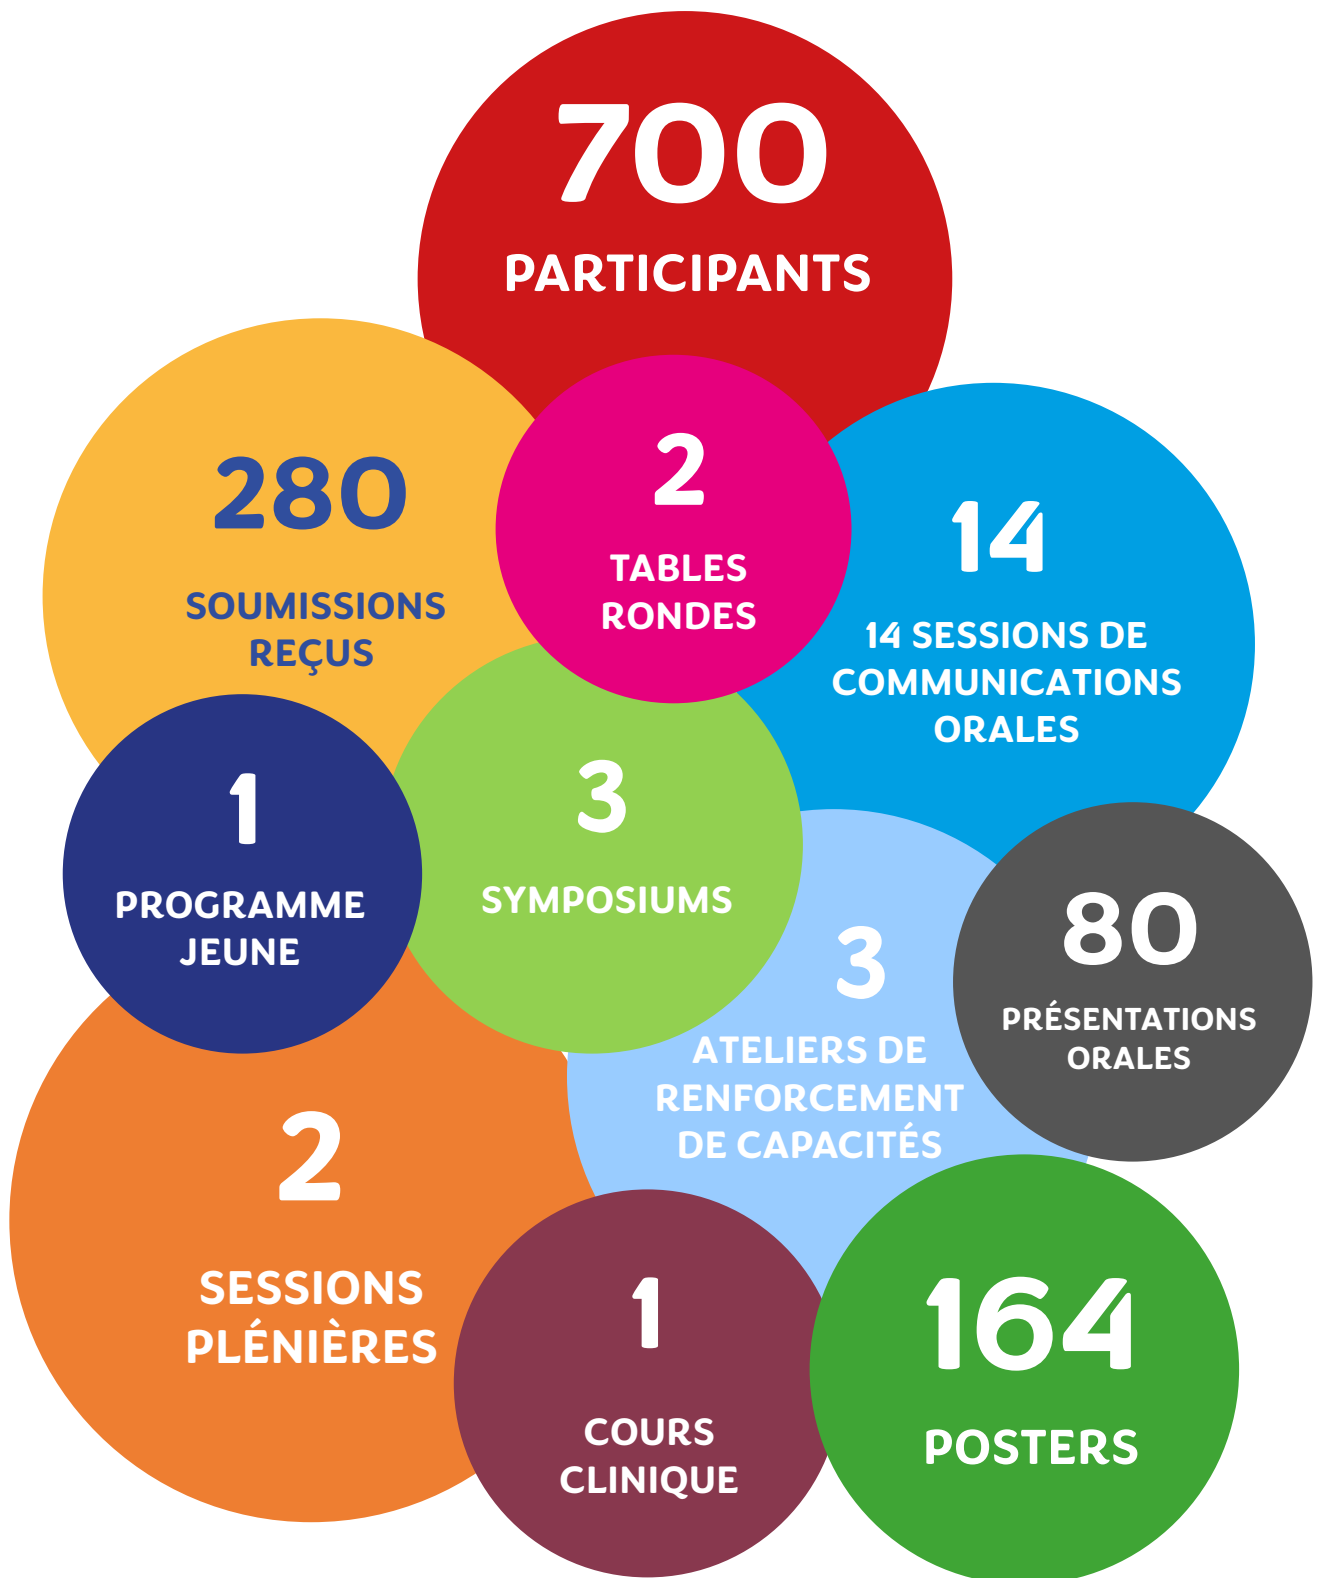 700
PARTICIPANTS
280
SOUMISSIONS
REÇUS
2
TABLES
RONDES
14
14 SESSIONS DE
COMMUNICATIONS
ORALES
1
PROGRAMME
JEUNE
3
SYMPOSIUMS
3
ATELIERS DE
RENFORCEMENT
DE CAPACITÉS
80
PRÉSENTATIONS
ORALES
2
SESSIONS
PLÉNIÈRES
1
COURS
CLINIQUE
164
POSTERS